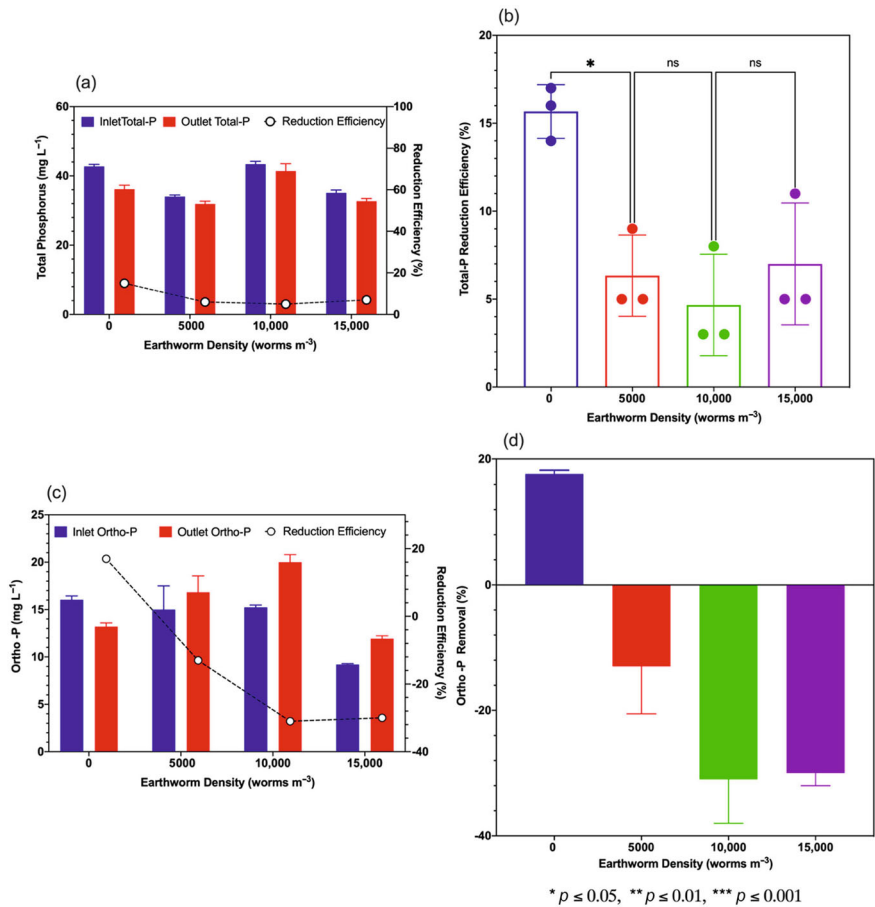 (a)
InletTotal-P Outlet Total-P Reduction Efficiency
Total Phosphorus (mg L⁻¹)
60
40
20
0
100
80
60
40
20
0
Reduction Efficiency (%)
0 5000 10,000 15,000
Earthworm Density (worms m⁻³)
(b)
* ns ns
Total-P Reduction Efficiency (%)
20
15
10
5
0
0 5000 10,000 15,000
Earthworm Density (worms m⁻³)
(c)
Inlet Ortho-P Outlet Ortho-P Reduction Efficiency
Ortho -P (mg L⁻¹)
25
20
15
10
5
0
20
0
-20
-40
Reduction Efficiency (%)
0 5000 10,000 15,000
Earthworm Density (worms m⁻³)
(d)
Ortho -P Removal (%)
20
0
-20
-40
0 5000 10,000 15,000
Earthworm Density (worms m⁻³)
* p ≤ 0.05, ** p ≤ 0.01, *** p ≤ 0.001